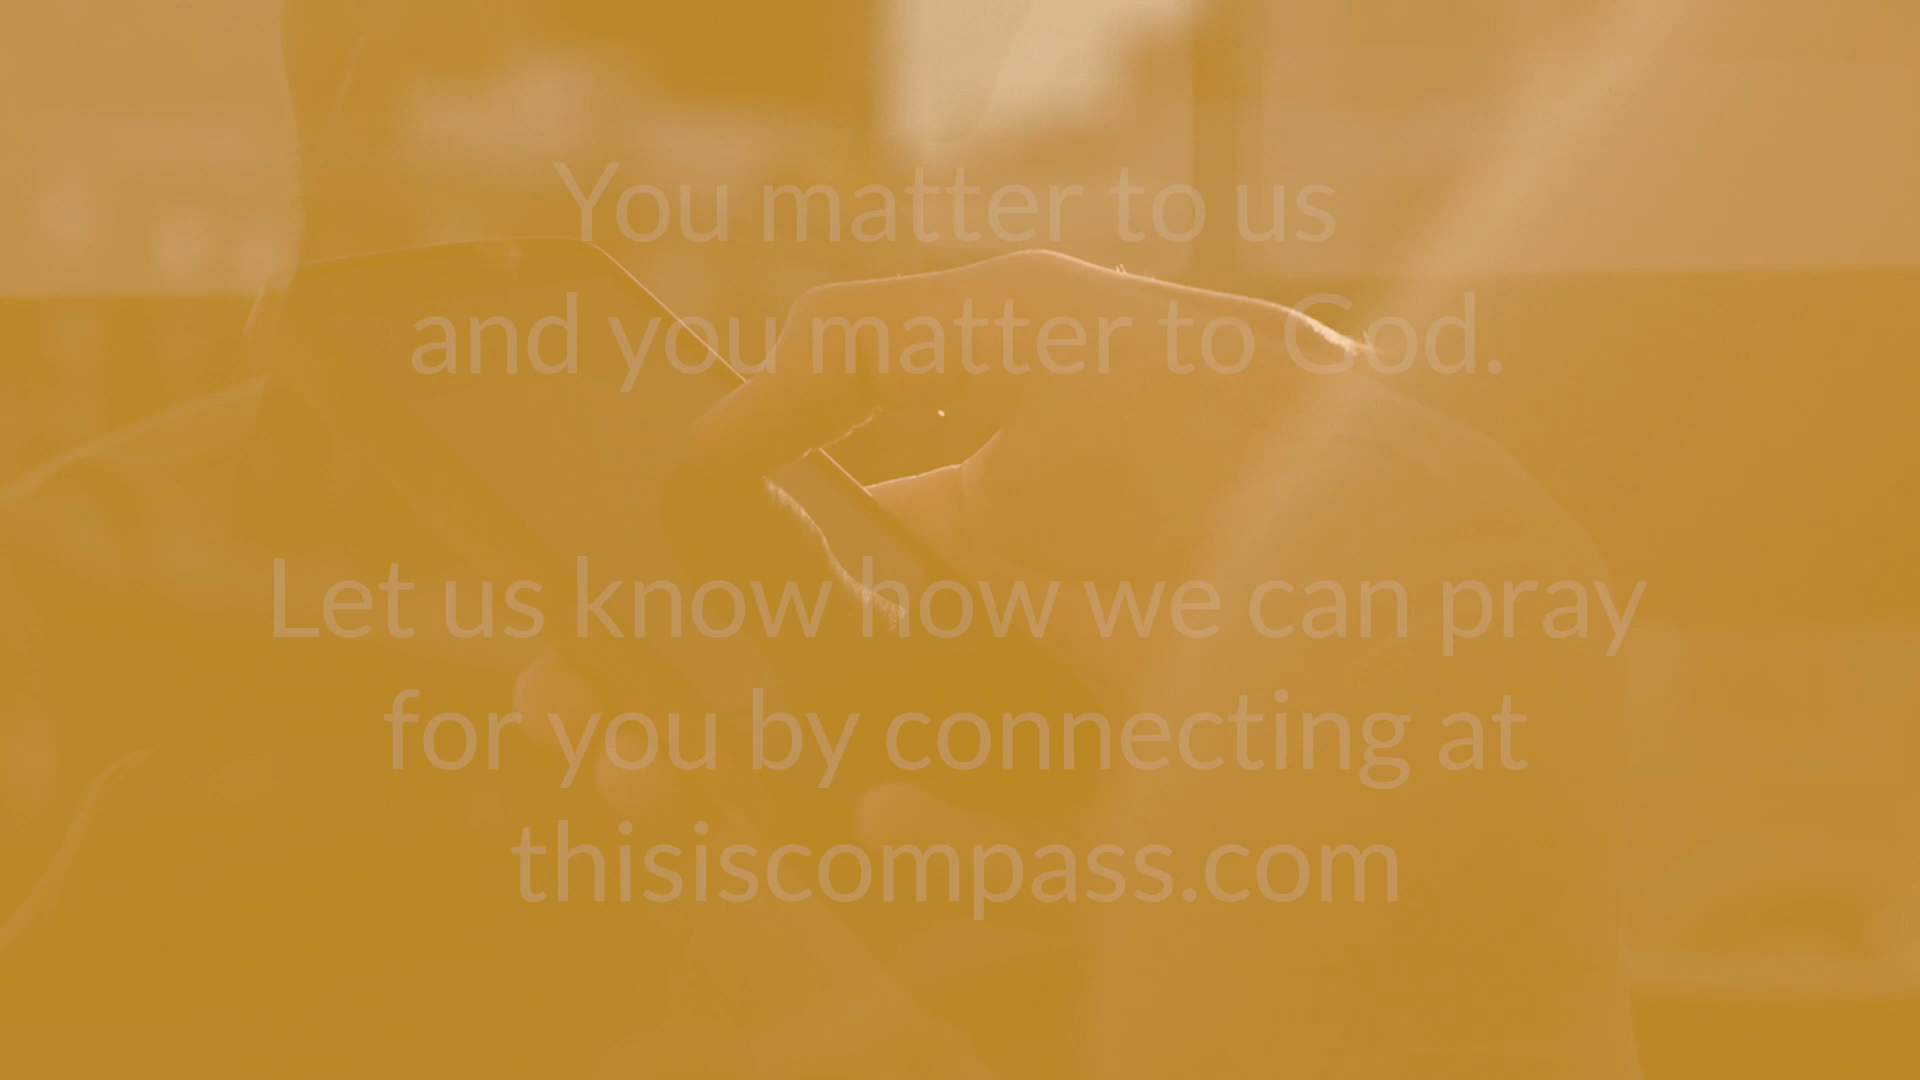 You matter to us
and you matter to God.
Let us know how we can pray
for you by connecting at
thisiscompass.com